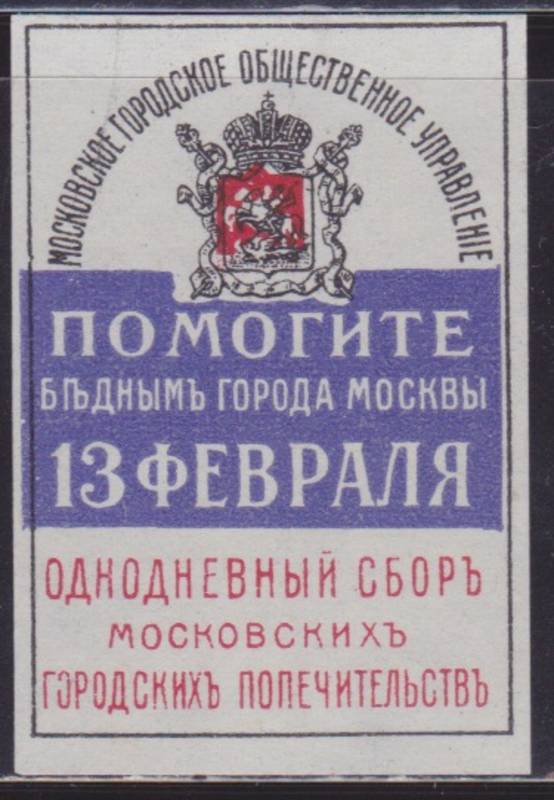 МОСКОВСКОЕ ГОРОДСКОЕ ОБЩЕСТВЕННОЕ УПРАВЛЕНІЕ
ПОМОГИТЕ
БѢДНЫМЪ ГОРОДА МОСКВЫ
13 ФЕВРАЛЯ
ОДНОДНЕВНЫЙ СБОРЪ
МОСКОВСКИХЪ
ГОРОДСКИХЪ ПОПЕЧИТЕЛЬСТВЪ